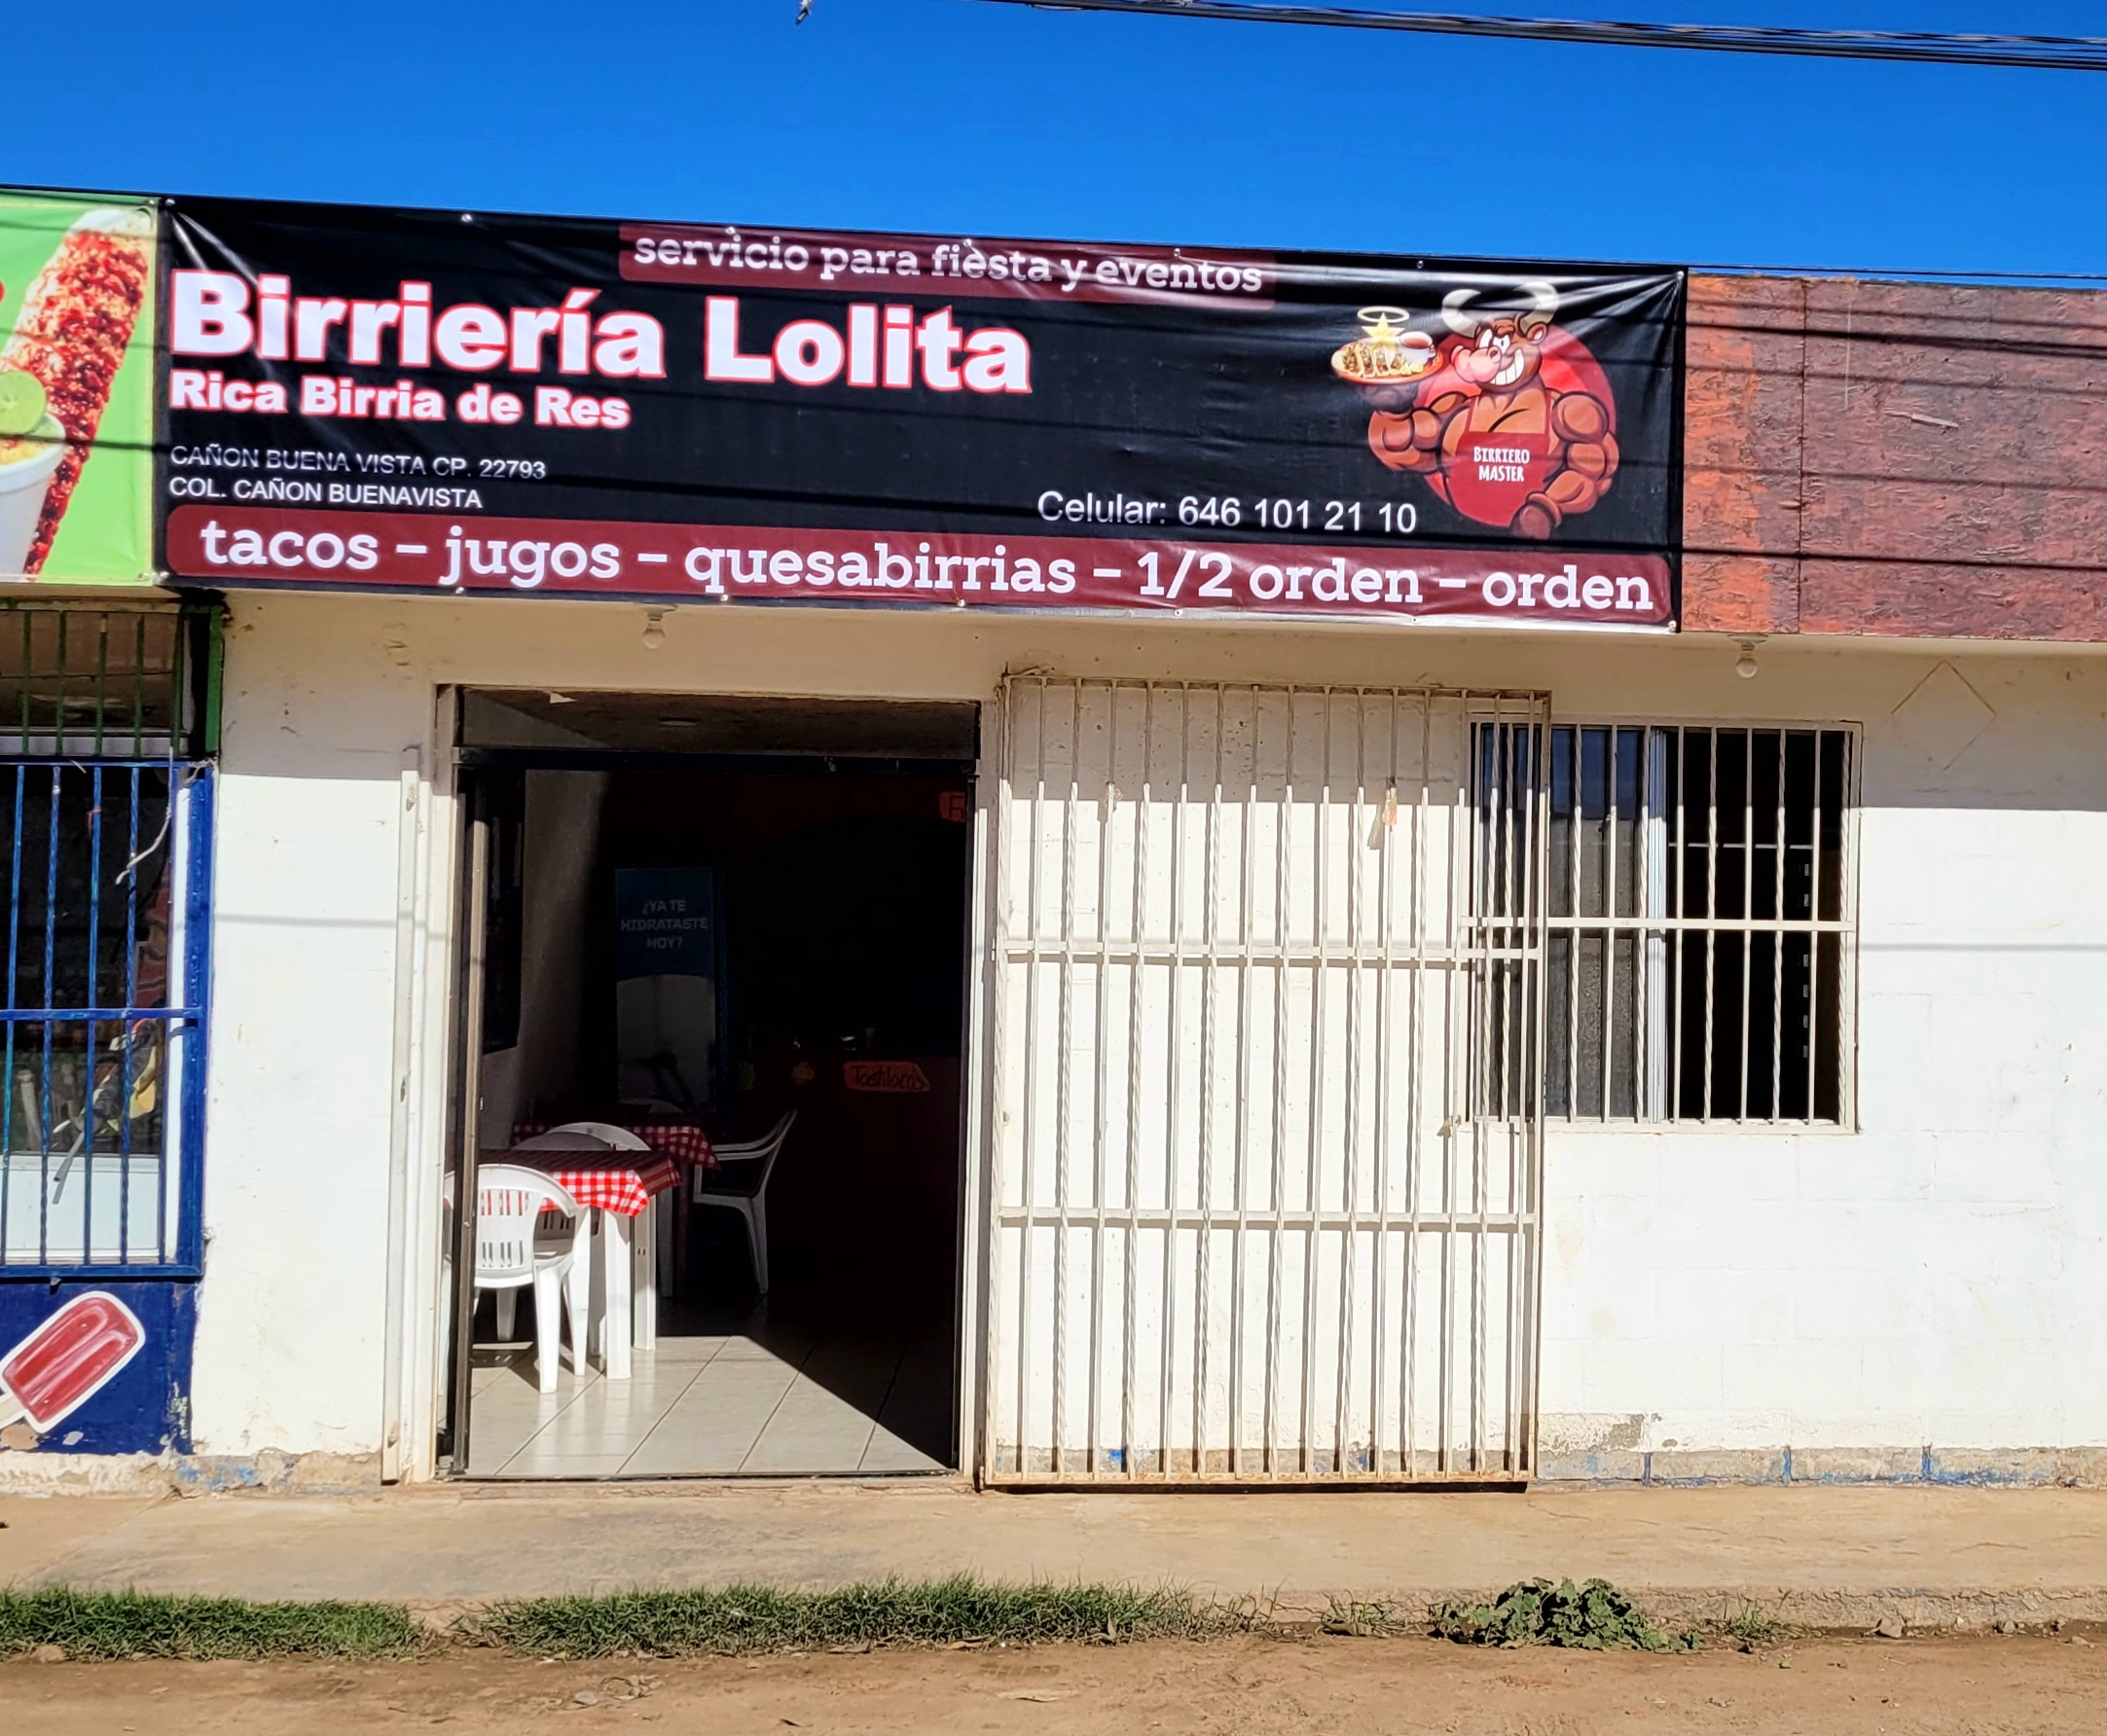 servicio para fiesta y eventos
Birriería Lolita
Rica Birria de Res
CAÑON BUENA VISTA CP. 22793
COL. CAÑON BUENAVISTA
Celular: 646 101 21 10
BIRRIERO
MASTER
tacos – jugos – quesabirrias – 1/2 orden – orden
¿YA TE
HIDRATASTE
HOY?
Tostilocos